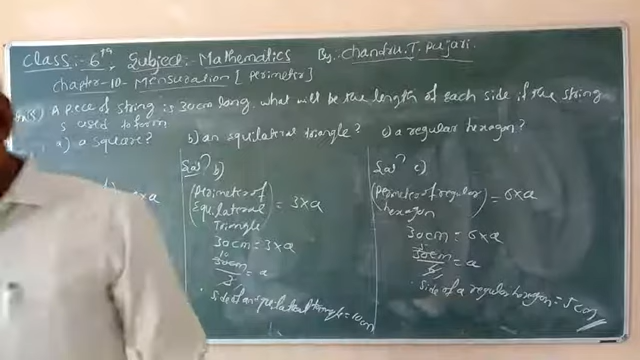 Class:- 6th Subject:- Mathematics By:- Chandru.T.Pujari.
Chapter-10- Mensuration [Perimeter]
A piece of string is 30cm long. what will be the length of each side if the string
is used to form
a) a square? b) an equilateral triangle? c) a regular hexagon?
Sol? b)
(Perimeter of
Equilateral
Triangle) = 3×a
30cm = 3×a
10
30cm/3 = a
Side of an equilateral triangle = 10cm
Sol? c)
(Perimeter of regular
hexagon) = 6×a
30cm = 6×a
30cm/6 = a
Side of a regular hexagon = 5cm